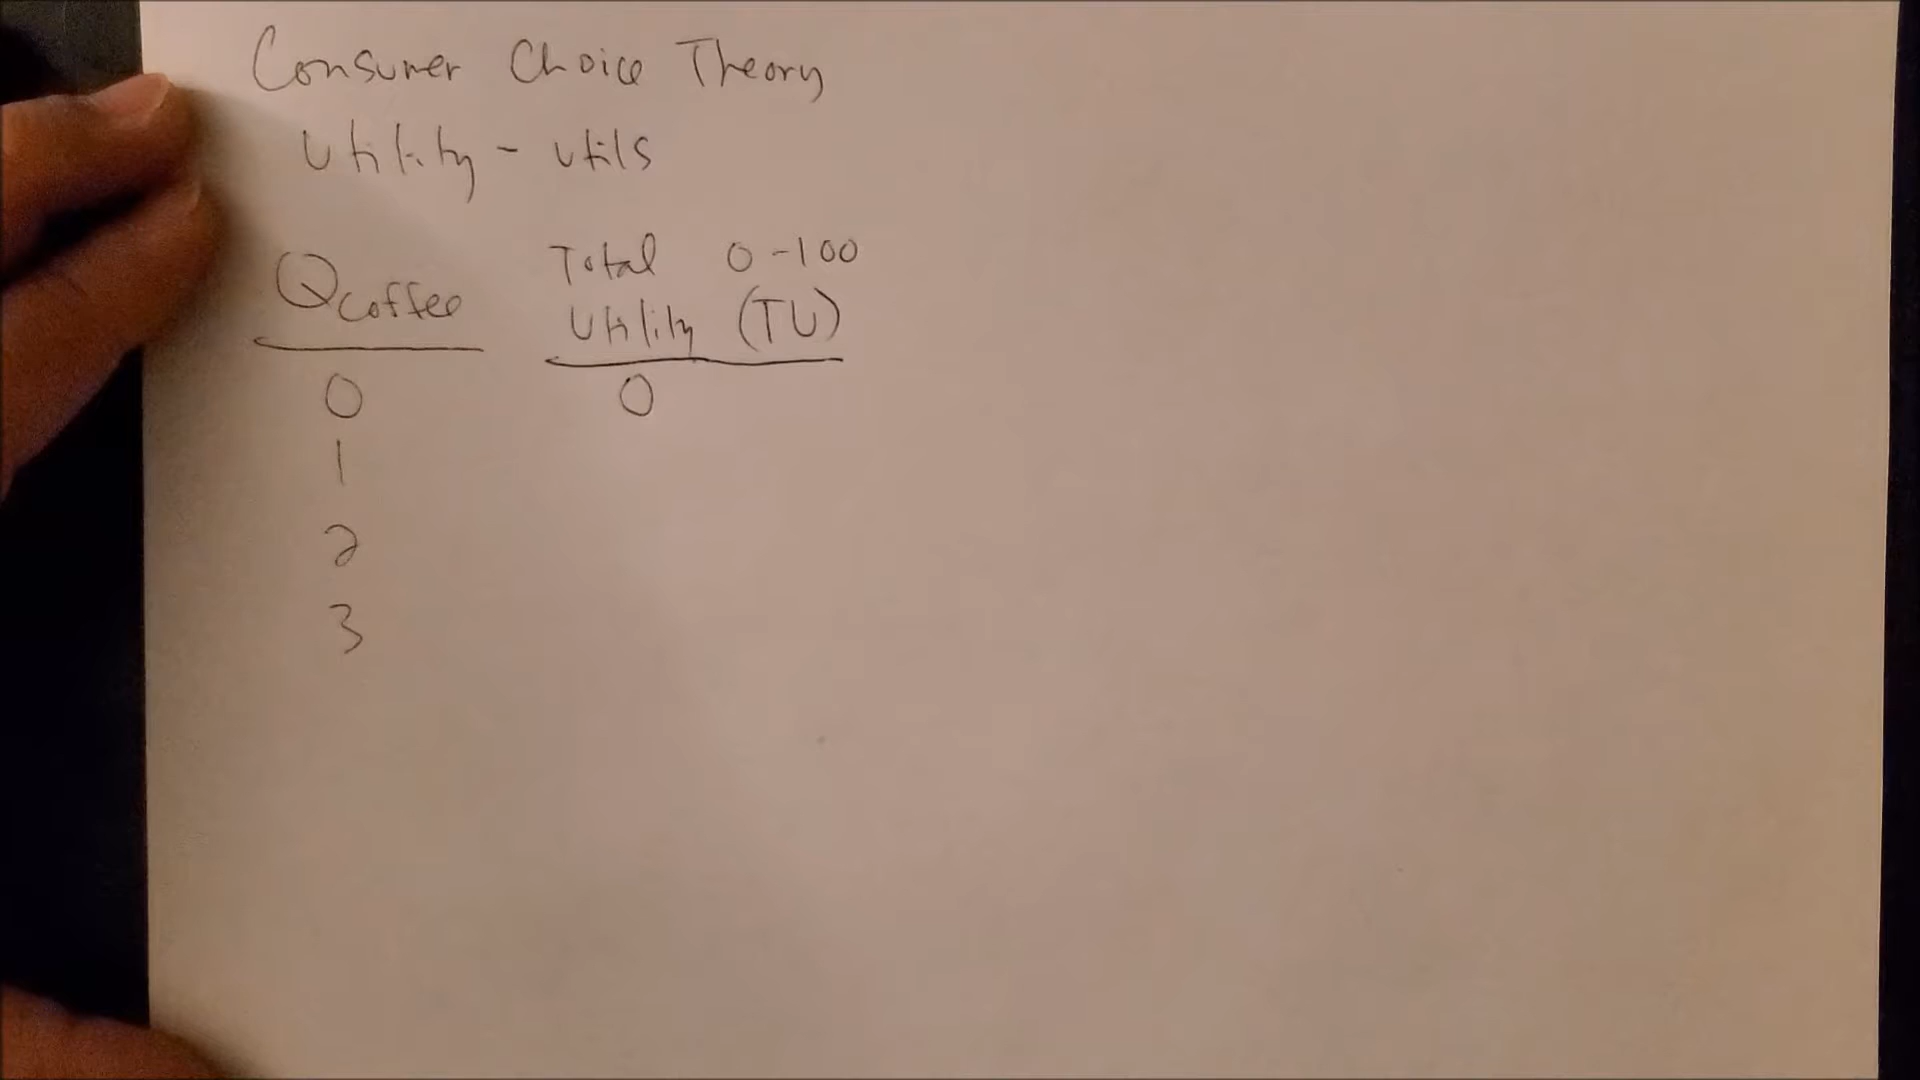 Consumer Choice Theory
Utility - utils
Qcoffee
Total 0-100
Utility (TU)
0 0
1
2
3